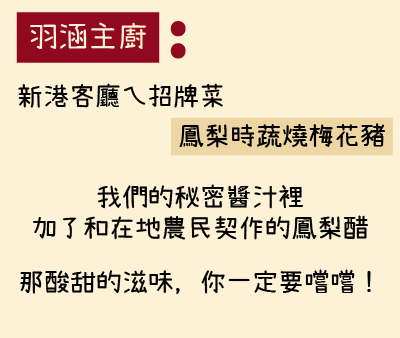 羽涵主廚：
新港客廳ㄟ招牌菜
鳳梨時蔬燒梅花豬
我們的秘密醬汁裡
加了和在地農民契作的鳳梨醋
那酸甜的滋味，你一定要嚐嚐！